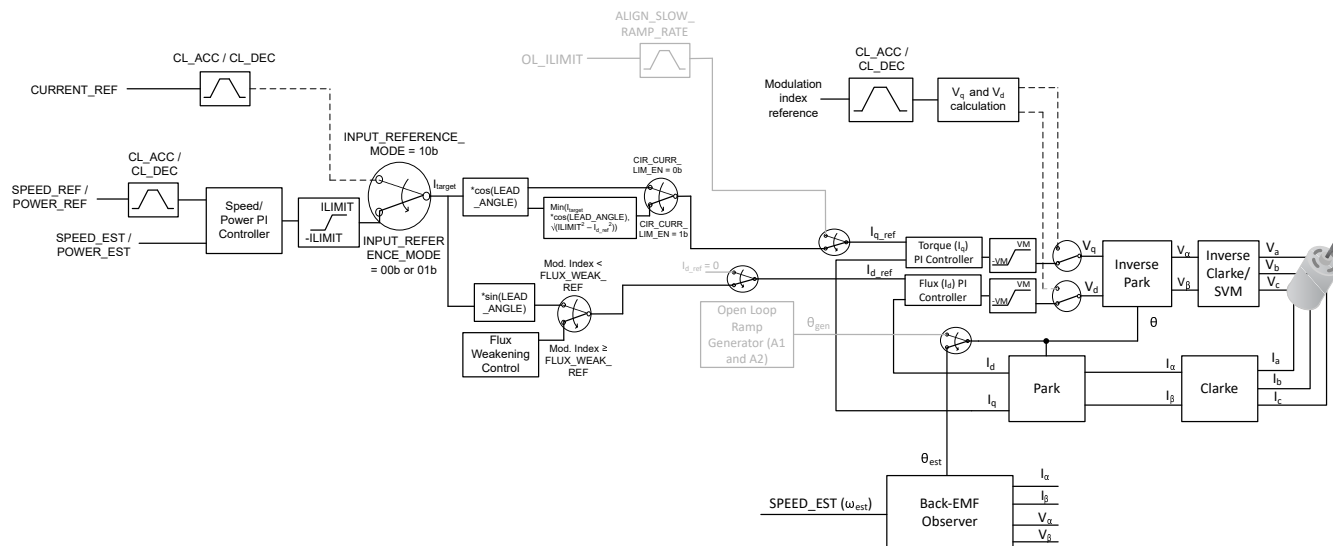 ALIGN_SLOW_
RAMP_RATE
OL_ILIMIT
CL_ACC / CL_DEC
CURRENT_REF
CL_ACC /
CL_DEC
Modulation
index
reference
Vq and Vd
calculation
INPUT_REFERENCE_
MODE = 10b
CL_ACC /
CL_DEC
SPEED_REF /
POWER_REF
Speed/
Power PI
Controller
SPEED_EST /
POWER_EST
ILIMIT
-ILIMIT
INPUT_REFER
ENCE_MODE
= 00b or 01b
Itarget
*cos(LEAD
_ANGLE)
Min(Itarget
*cos(LEAD_ANGLE),
√(ILIMIT² – Id_ref²))
CIR_CURR_
LIM_EN = 0b
CIR_CURR_
LIM_EN = 1b
Mod. Index <
FLUX_WEAK_
REF
*sin(LEAD
_ANGLE)
Flux
Weakening
Control
Mod. Index ≥
FLUX_WEAK_
REF
Id_ref = 0
Open Loop
Ramp
Generator (A1
and A2)
θgen
Iq_ref
Id_ref
Torque (Iq)
PI Controller
Flux (Id) PI
Controller
VM
-VM
VM
-VM
Vq
Vd
Inverse
Park
Vα
Vβ
Inverse
Clarke/
SVM
Va
Vb
Vc
θ
Id
Iq
Park
Iα
Iβ
Clarke
Ia
Ib
Ic
θest
SPEED_EST (ωest)
Back-EMF
Observer
Iα
Iβ
Vα
Vβ